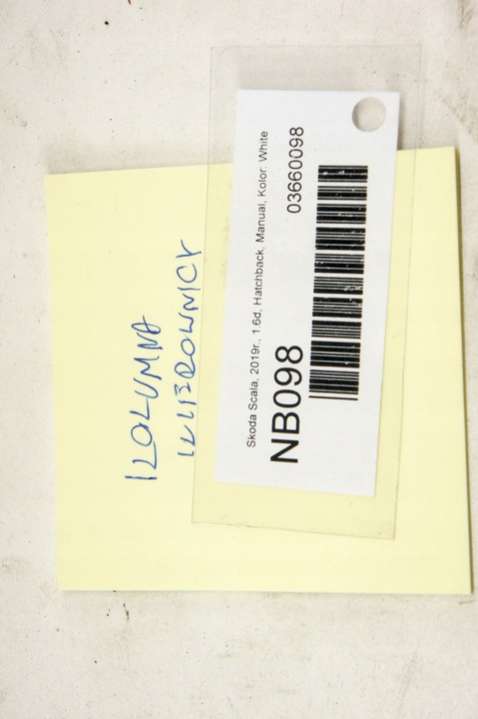 KOLUMNA
KIEROWNICY
Skoda Scala, 2019r., 1.6d, Hatchback, Manual, Kolor: White
NB098
03660098